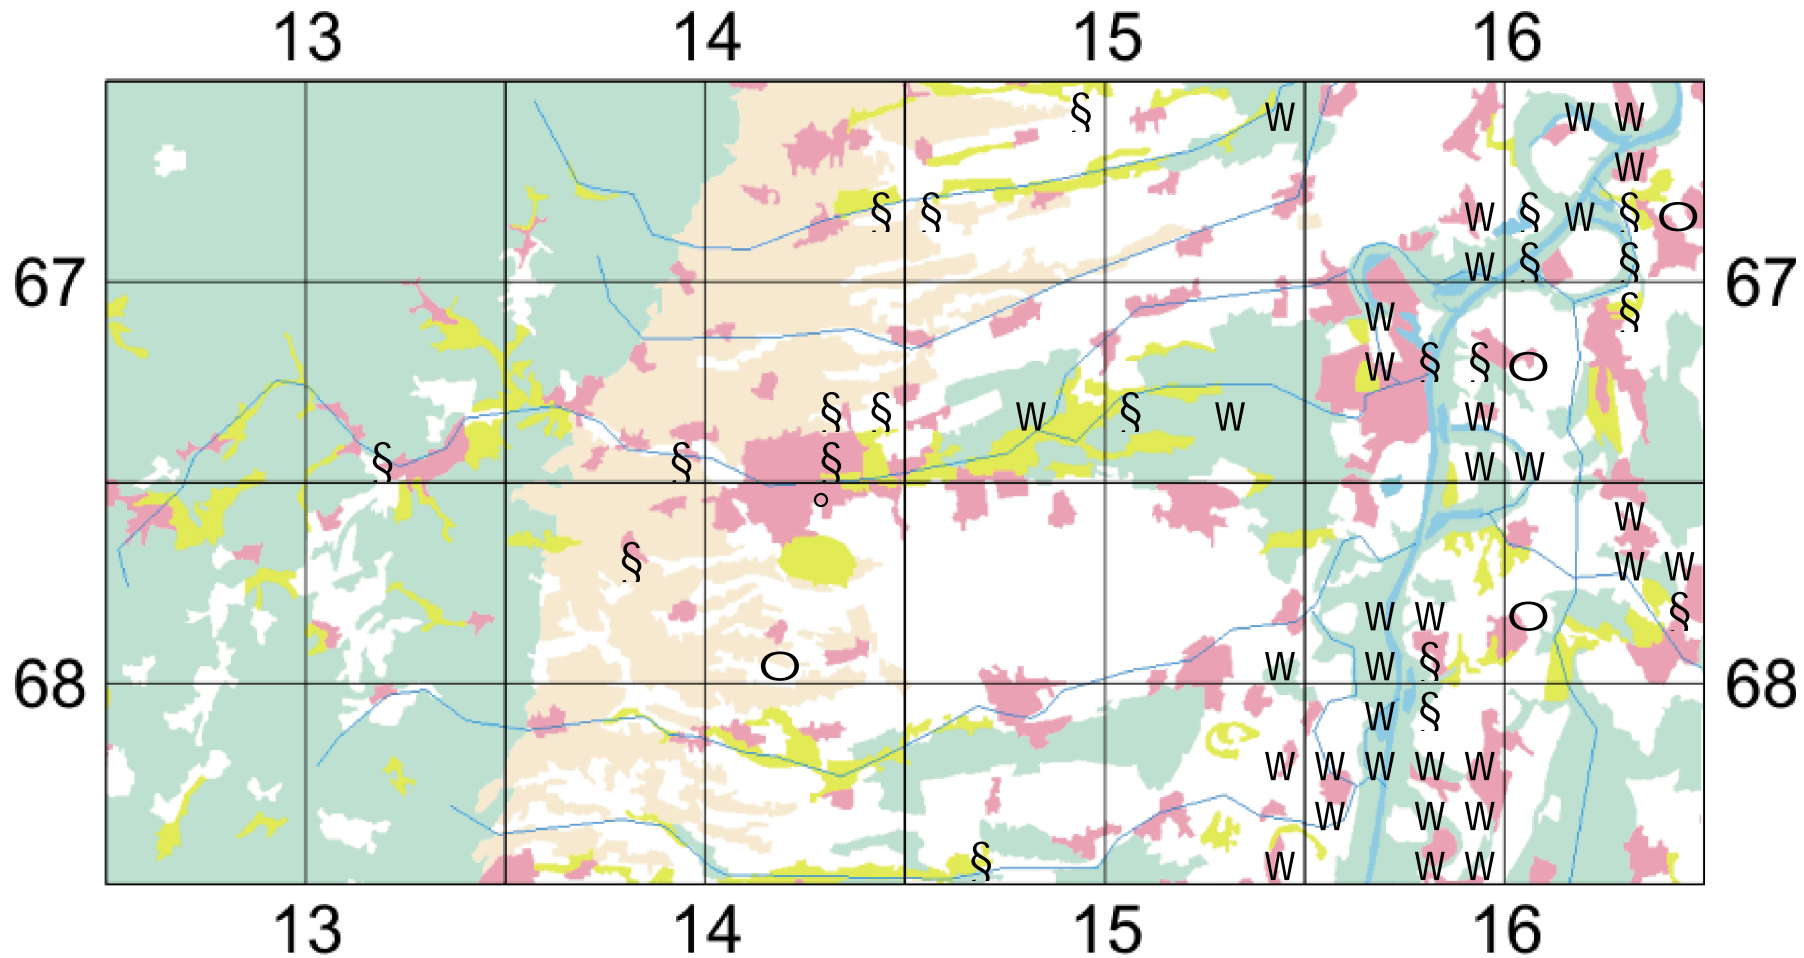 13 14 15 16
§ W W W
W
§ § W § W § O
67 W § § 67
W §
W § § O
§ § W § W W
§ § § W W
° W
§ W W
W W O §
68 O W W § 68
W §
W W W W W
W W W
§ W W W
13 14 15 16